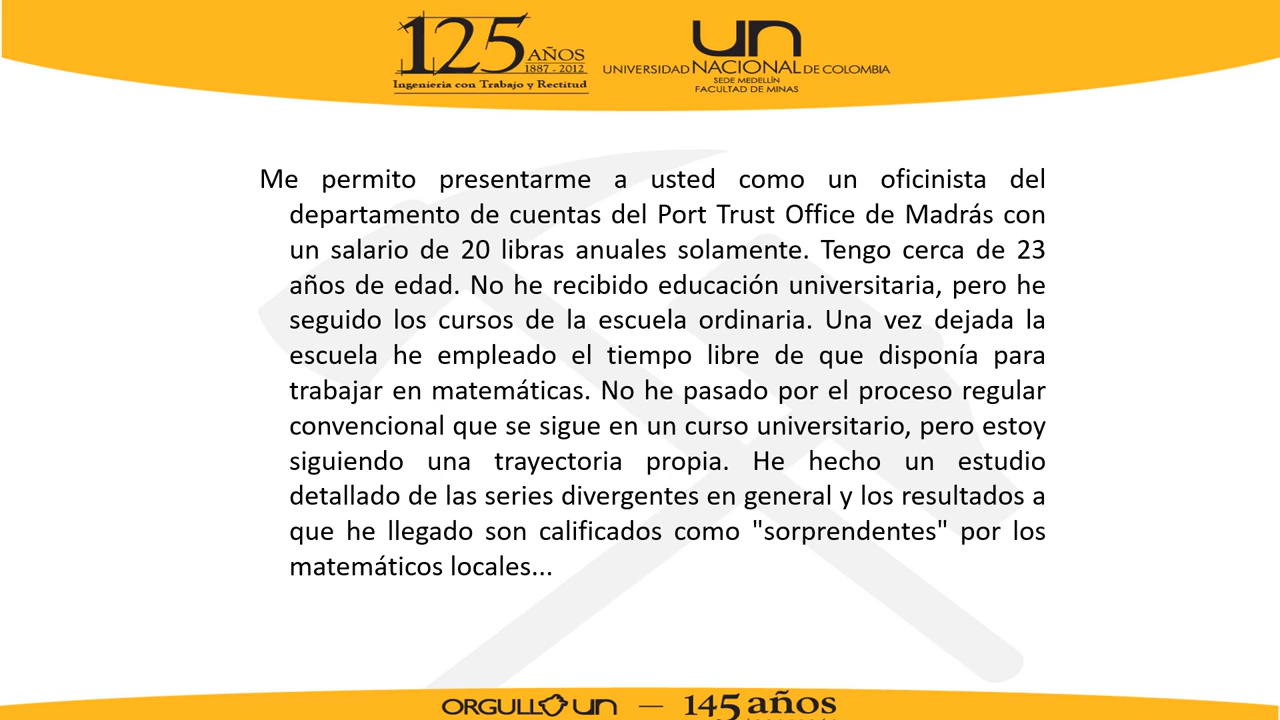 125 AÑOS
1887 - 2012
Ingeniería con Trabajo y Rectitud
un
UNIVERSIDAD NACIONAL DE COLOMBIA
SEDE MEDELLÍN
FACULTAD DE MINAS
Me permito presentarme a usted como un oficinista del
departamento de cuentas del Port Trust Office de Madrás con
un salario de 20 libras anuales solamente. Tengo cerca de 23
años de edad. No he recibido educación universitaria, pero he
seguido los cursos de la escuela ordinaria. Una vez dejada la
escuela he empleado el tiempo libre de que disponía para
trabajar en matemáticas. No he pasado por el proceso regular
convencional que se sigue en un curso universitario, pero estoy
siguiendo una trayectoria propia. He hecho un estudio
detallado de las series divergentes en general y los resultados a
que he llegado son calificados como "sorprendentes" por los
matemáticos locales...
ORGULLO un — 145 años